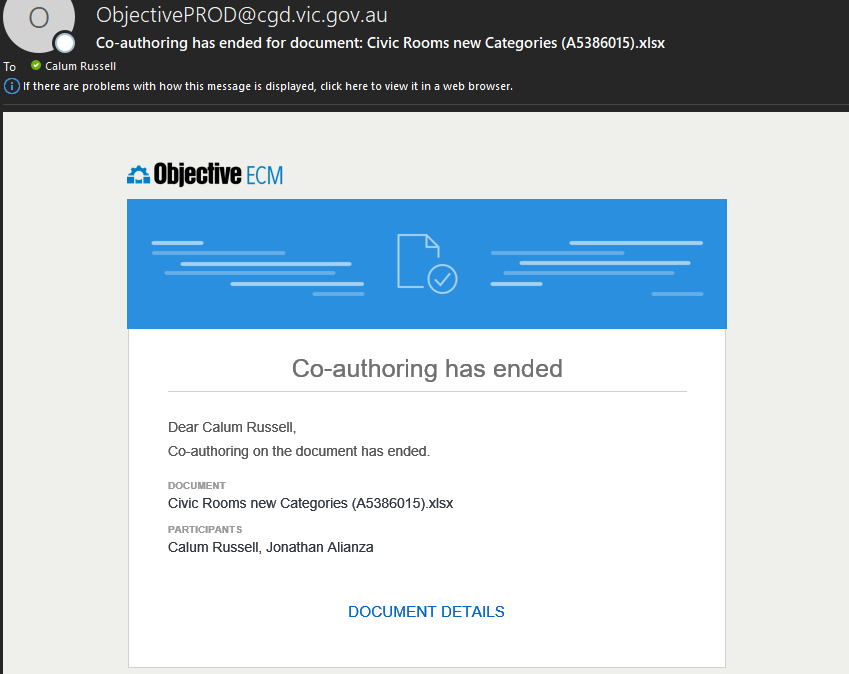 O
ObjectivePROD@cgd.vic.gov.au
Co-authoring has ended for document: Civic Rooms new Categories (A5386015).xlsx
To Calum Russell
If there are problems with how this message is displayed, click here to view it in a web browser.
Objective ECM
Co-authoring has ended
Dear Calum Russell,
Co-authoring on the document has ended.
DOCUMENT
Civic Rooms new Categories (A5386015).xlsx
PARTICIPANTS
Calum Russell, Jonathan Alianza
DOCUMENT DETAILS